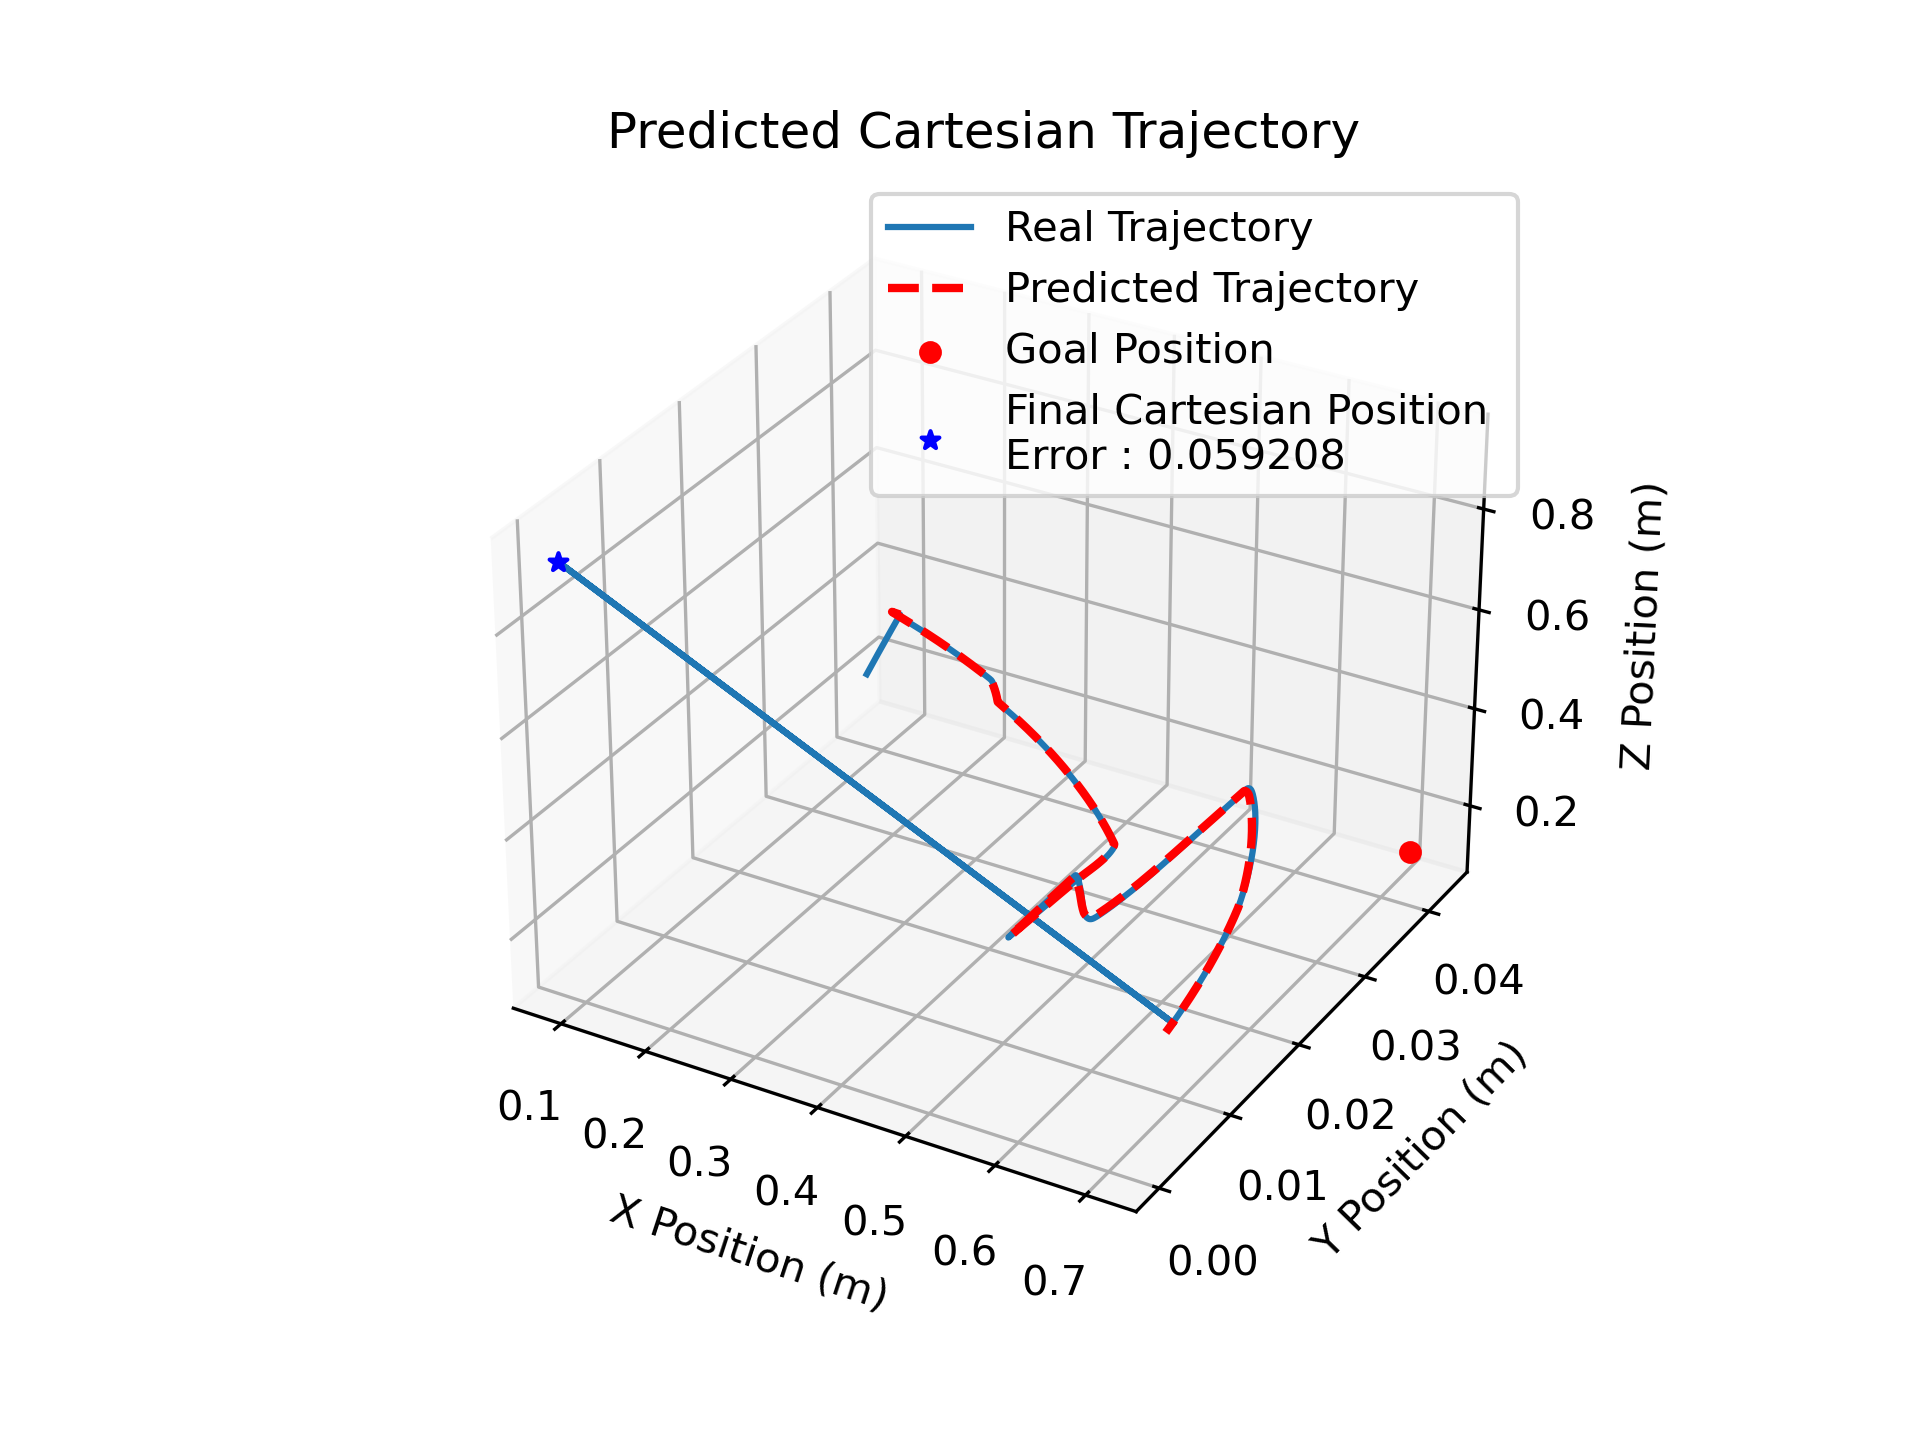 Predicted Cartesian Trajectory
Real Trajectory
Predicted Trajectory
Goal Position
Final Cartesian Position
Error : 0.059208
0.8
0.6
0.4
0.2
Z Position (m)
0.04
0.03
0.02
0.01
0.00
Y Position (m)
0.1
0.2
0.3
0.4
0.5
0.6
0.7
X Position (m)